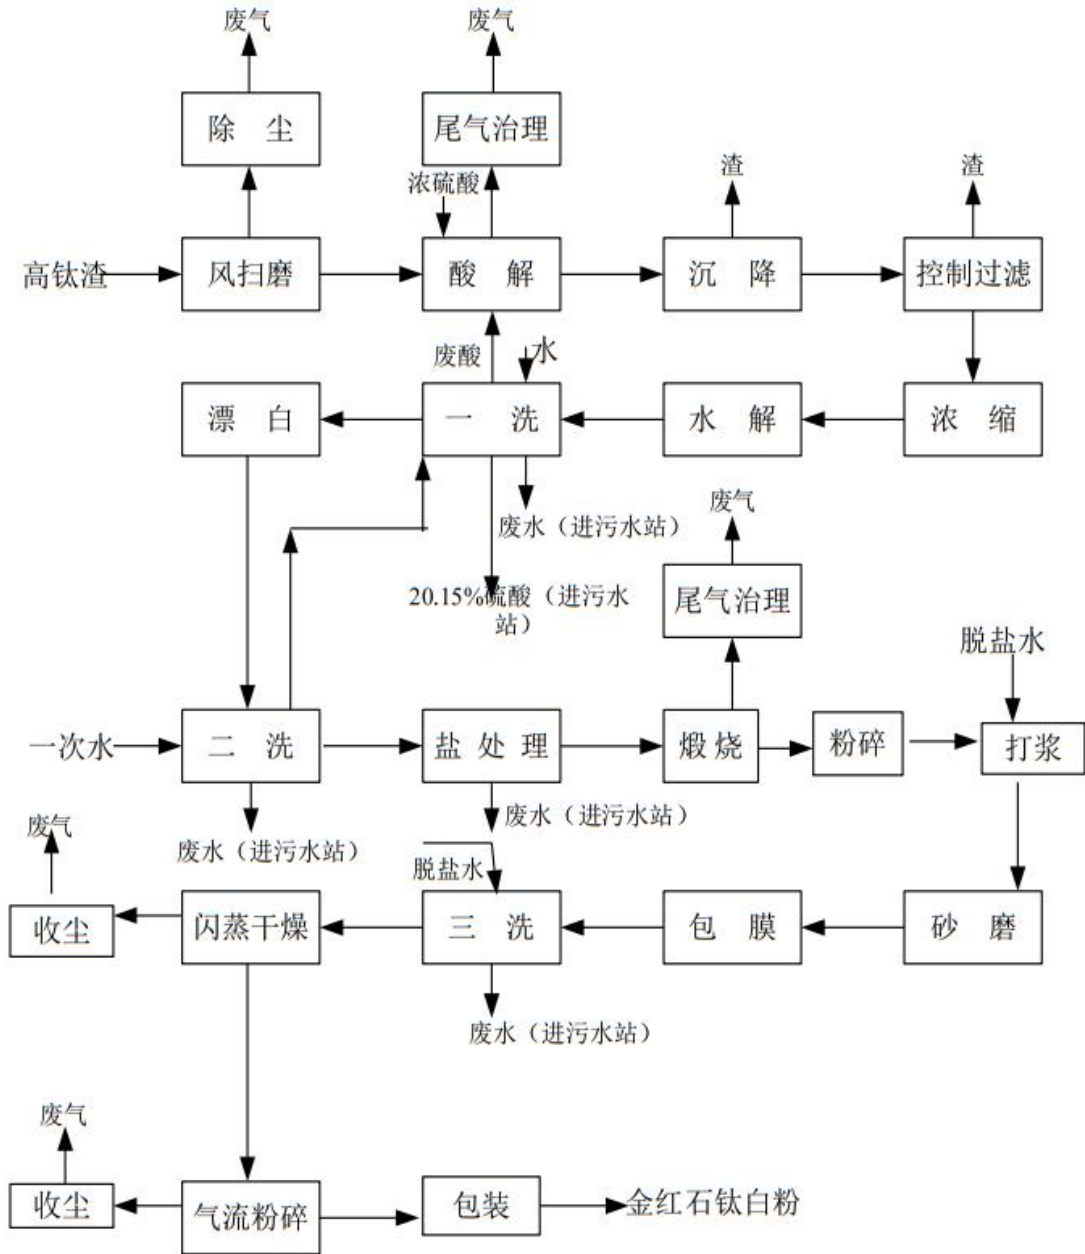 废气
废气
除 尘
尾气治理
浓硫酸
渣
渣
高钛渣
风扫磨
酸 解
沉 降
控制过滤
废酸
水
漂 白
一 洗
水 解
浓 缩
废水（进污水站）
废气
20.15%硫酸（进污水
站）
尾气治理
脱盐水
一次水
二 洗
盐处理
煅烧
粉碎
打浆
废水（进污水站）
废水（进污水站）
废气
脱盐水
收尘
闪蒸干燥
三 洗
包 膜
砂 磨
废水（进污水站）
废气
收尘
气流粉碎
包装
金红石钛白粉